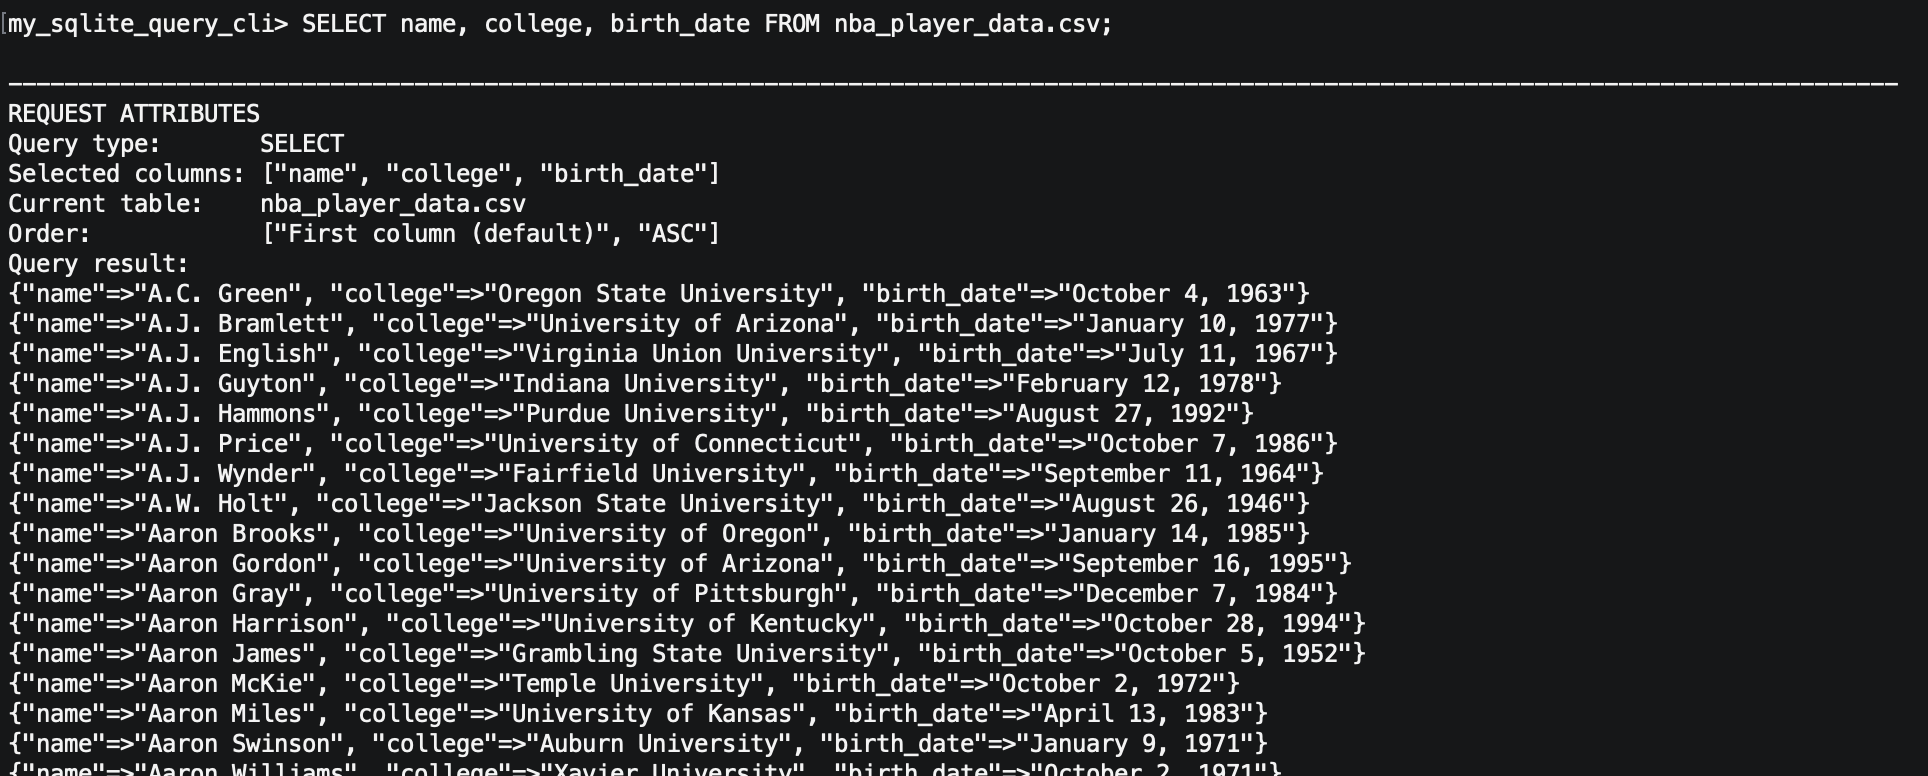 my_sqlite_query_cli> SELECT name, college, birth_date FROM nba_player_data.csv;
REQUEST ATTRIBUTES
Query type: SELECT
Selected columns: ["name", "college", "birth_date"]
Current table: nba_player_data.csv
Order: ["First column (default)", "ASC"]
Query result:
{"name"=>"A.C. Green", "college"=>"Oregon State University", "birth_date"=>"October 4, 1963"}
{"name"=>"A.J. Bramlett", "college"=>"University of Arizona", "birth_date"=>"January 10, 1977"}
{"name"=>"A.J. English", "college"=>"Virginia Union University", "birth_date"=>"July 11, 1967"}
{"name"=>"A.J. Guyton", "college"=>"Indiana University", "birth_date"=>"February 12, 1978"}
{"name"=>"A.J. Hammons", "college"=>"Purdue University", "birth_date"=>"August 27, 1992"}
{"name"=>"A.J. Price", "college"=>"University of Connecticut", "birth_date"=>"October 7, 1986"}
{"name"=>"A.J. Wynder", "college"=>"Fairfield University", "birth_date"=>"September 11, 1964"}
{"name"=>"A.W. Holt", "college"=>"Jackson State University", "birth_date"=>"August 26, 1946"}
{"name"=>"Aaron Brooks", "college"=>"University of Oregon", "birth_date"=>"January 14, 1985"}
{"name"=>"Aaron Gordon", "college"=>"University of Arizona", "birth_date"=>"September 16, 1995"}
{"name"=>"Aaron Gray", "college"=>"University of Pittsburgh", "birth_date"=>"December 7, 1984"}
{"name"=>"Aaron Harrison", "college"=>"University of Kentucky", "birth_date"=>"October 28, 1994"}
{"name"=>"Aaron James", "college"=>"Grambling State University", "birth_date"=>"October 5, 1952"}
{"name"=>"Aaron McKie", "college"=>"Temple University", "birth_date"=>"October 2, 1972"}
{"name"=>"Aaron Miles", "college"=>"University of Kansas", "birth_date"=>"April 13, 1983"}
{"name"=>"Aaron Swinson", "college"=>"Auburn University", "birth_date"=>"January 9, 1971"}
{"name"=>"Aaron Williams", "college"=>"Xavier University", "birth_date"=>"October 2, 1971"}